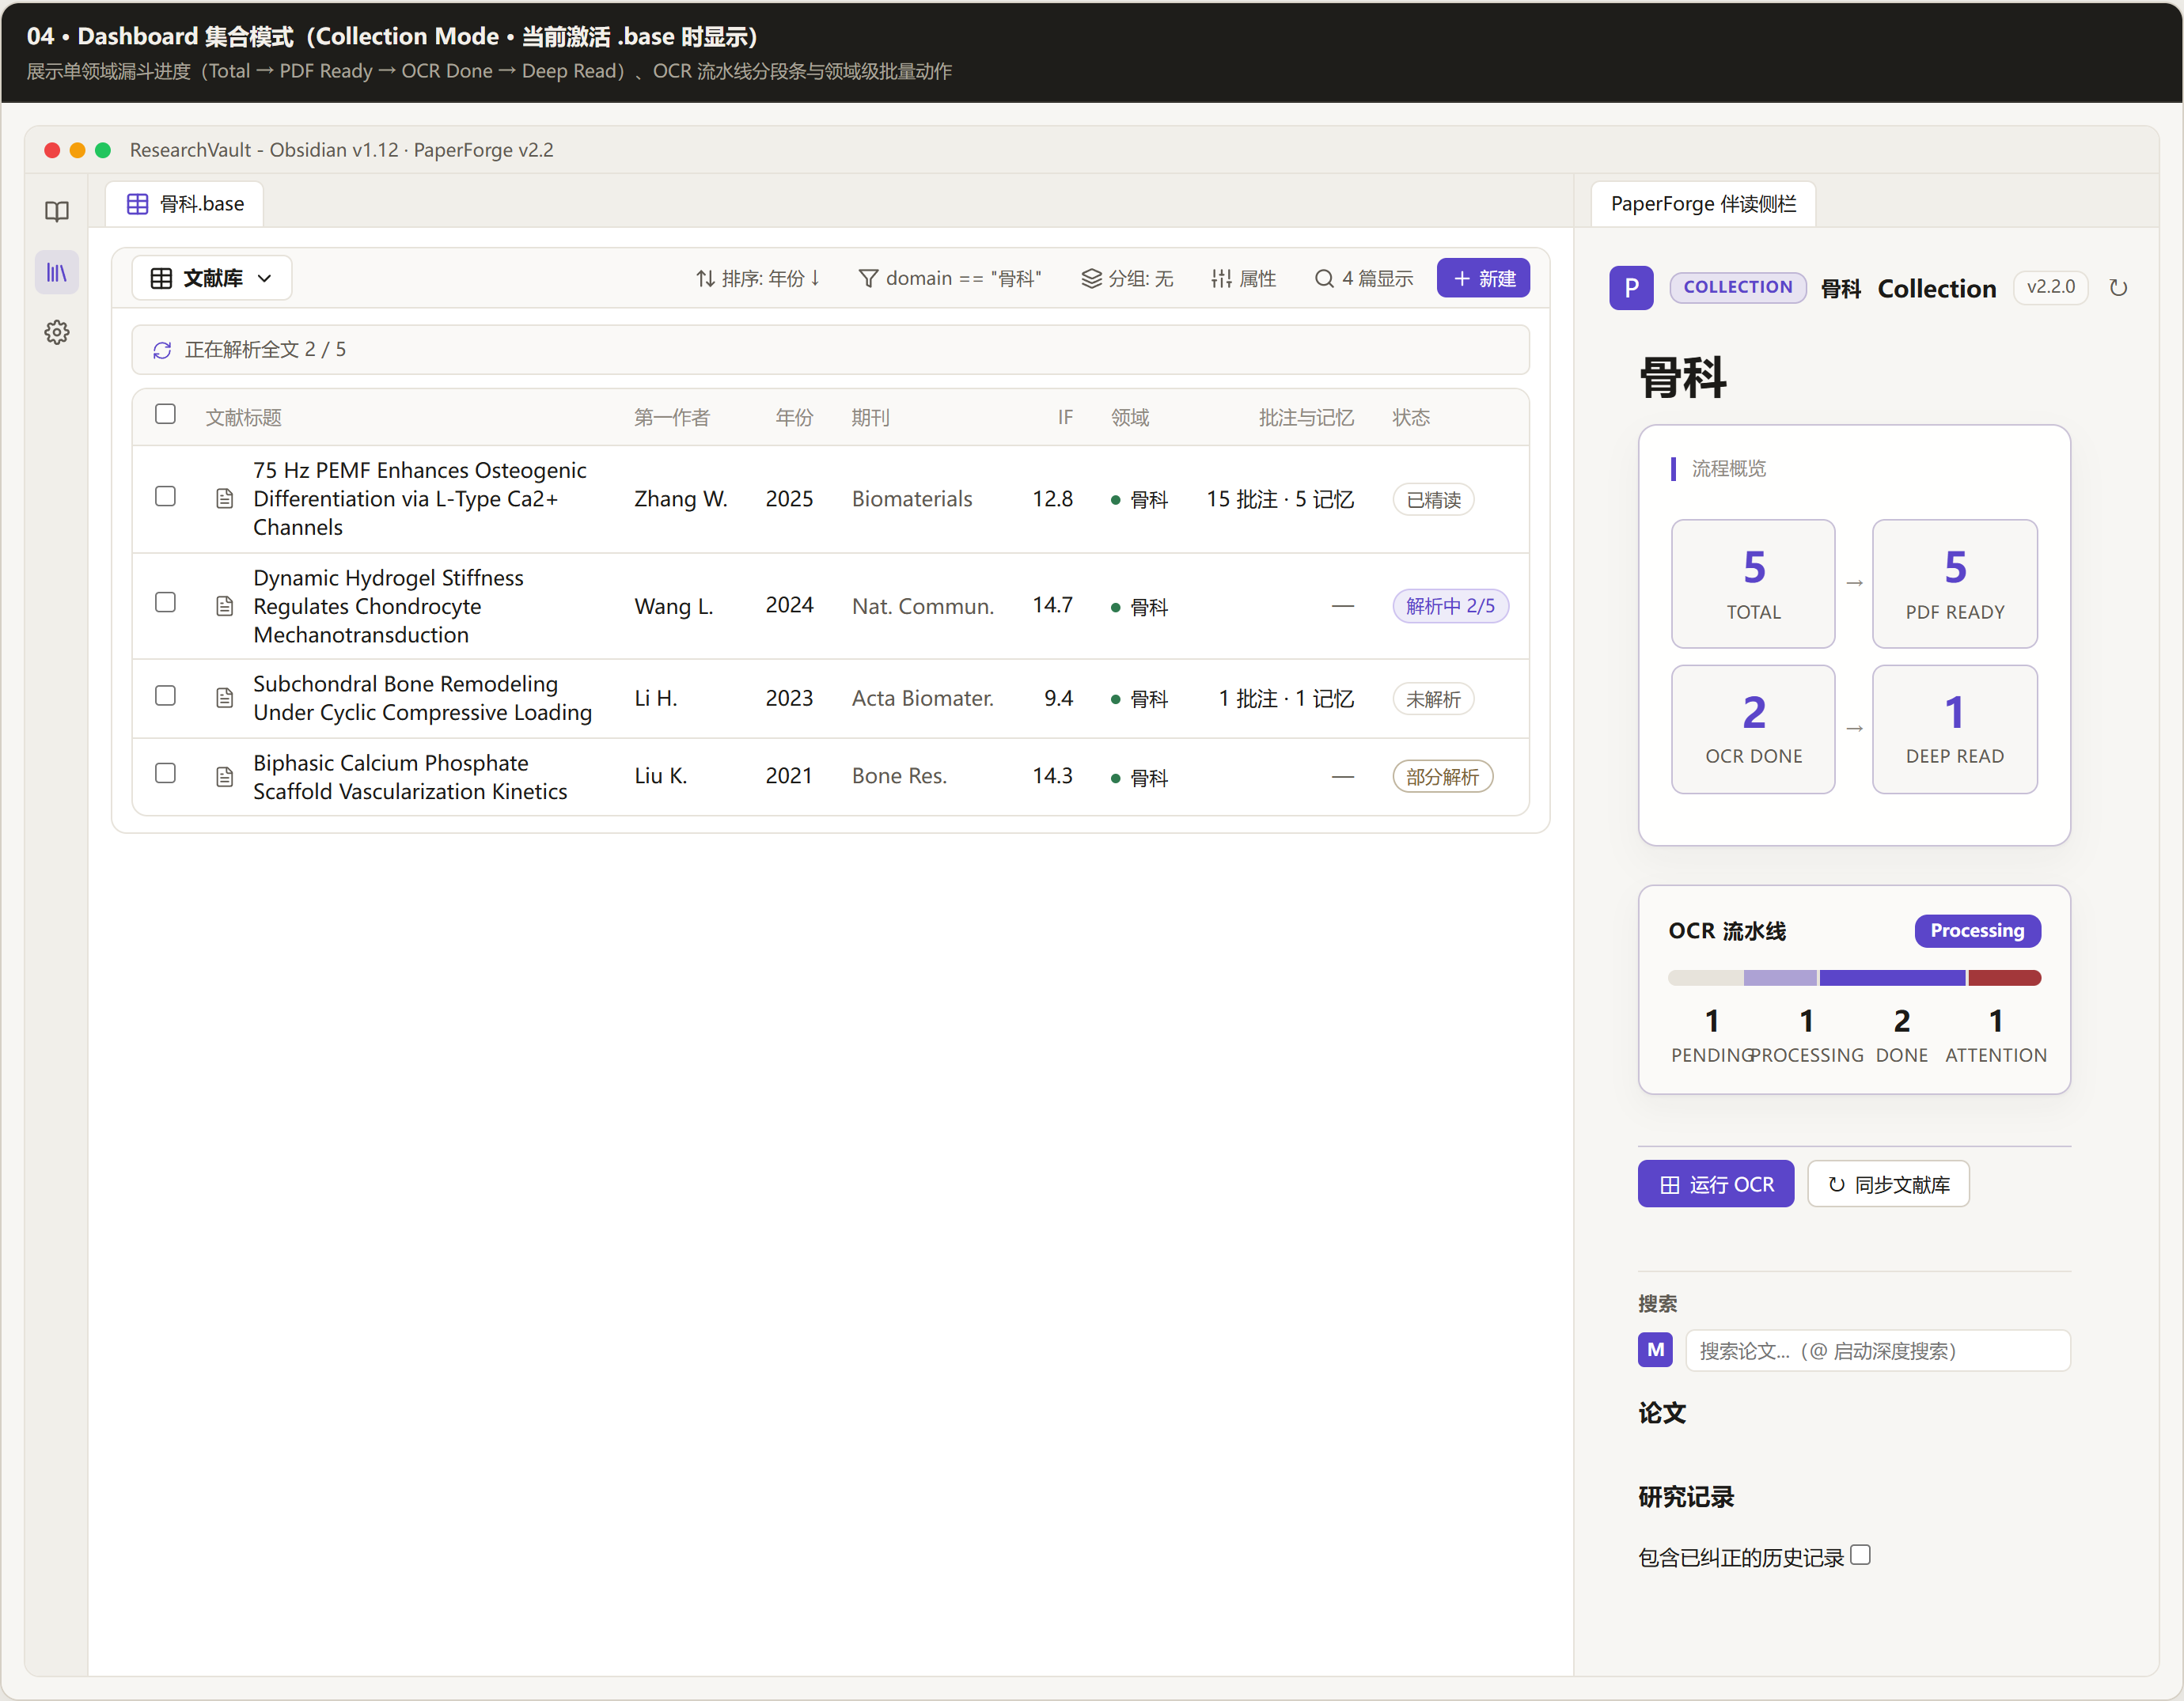 04 • Dashboard 集合模式（Collection Mode • 当前激活 .base 时显示）
展示单领域漏斗进度（Total → PDF Ready → OCR Done → Deep Read）、OCR 流水线分段条与领域级批量动作
ResearchVault - Obsidian v1.12 · PaperForge v2.2
骨科.base
文献库
排序: 年份↓
domain == "骨科"
分组: 无
属性
4 篇显示
+ 新建
正在解析全文 2 / 5
文献标题 第一作者 年份 期刊 IF 领域 批注与记忆 状态
75 Hz PEMF Enhances Osteogenic
Differentiation via L-Type Ca2+
Channels
Zhang W. 2025 Biomaterials 12.8 骨科 15 批注 · 5 记忆 已精读
Dynamic Hydrogel Stiffness
Regulates Chondrocyte
Mechanotransduction
Wang L. 2024 Nat. Commun. 14.7 骨科 — 解析中 2/5
Subchondral Bone Remodeling
Under Cyclic Compressive Loading
Li H. 2023 Acta Biomater. 9.4 骨科 1 批注 · 1 记忆 未解析
Biphasic Calcium Phosphate
Scaffold Vascularization Kinetics
Liu K. 2021 Bone Res. 14.3 骨科 — 部分解析
PaperForge 伴读侧栏
P COLLECTION 骨科 Collection v2.2.0 ↻
骨科
流程概览
5 → 5
TOTAL PDF READY
2 → 1
OCR DONE DEEP READ
OCR 流水线 Processing
1 1 2 1
PENDING PROCESSING DONE ATTENTION
运行 OCR
↻ 同步文献库
搜索
M 搜索论文...（@ 启动深度搜索）
论文
研究记录
包含已纠正的历史记录